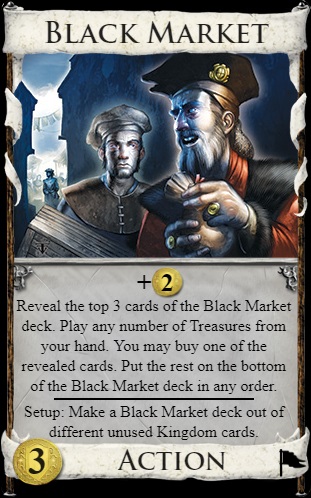 BLACK MARKET
+2
Reveal the top 3 cards of the Black Market
deck. Play any number of Treasures from
your hand. You may buy one of the
revealed cards. Put the rest on the bottom
of the Black Market deck in any order.
Setup: Make a Black Market deck out of
different unused Kingdom cards.
3 ACTION